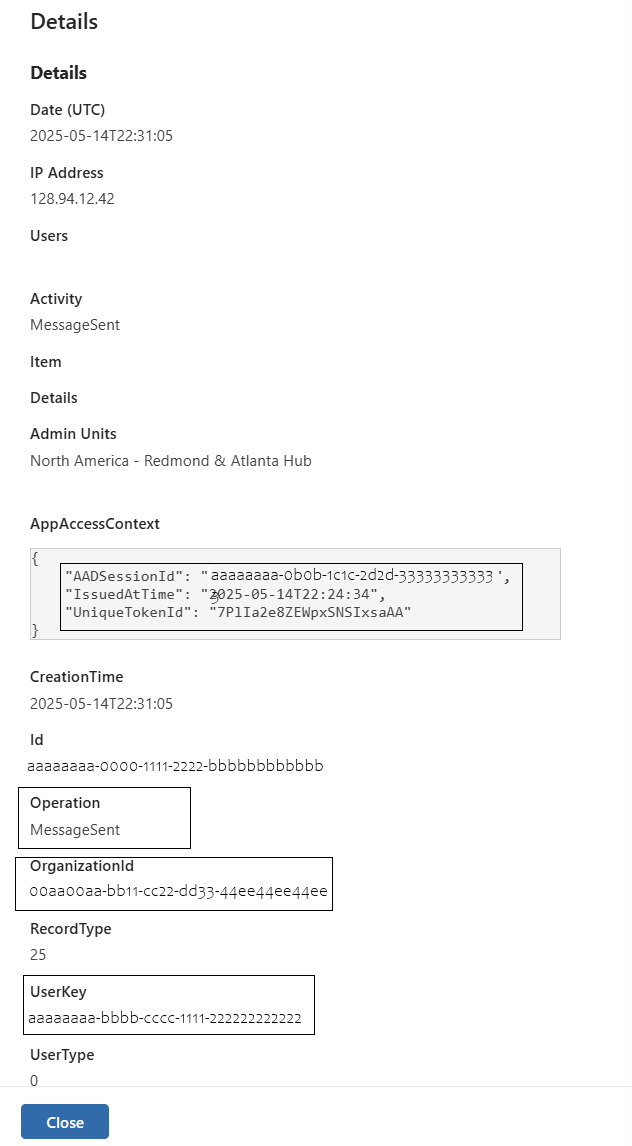 Details
Details
Date (UTC)
2025-05-14T22:31:05
IP Address
128.94.12.42
Users
Activity
MessageSent
Item
Details
Admin Units
North America - Redmond & Atlanta Hub
AppAccessContext
{
"AADSessionId": "aaaaaaaa-0b0b-1c1c-2d2d-33333333333",
"IssuedAtTime": "2025-05-14T22:24:34",
"UniqueTokenId": "7PlIa2e8ZEWpxSNSIxsaAA"
}
CreationTime
2025-05-14T22:31:05
Id
aaaaaaaa-0000-1111-2222-bbbbbbbbbbbb
Operation
MessageSent
OrganizationId
00aa00aa-bb11-cc22-dd33-44ee44ee44ee
RecordType
25
UserKey
aaaaaaaa-bbbb-cccc-1111-222222222222
UserType
0
Close